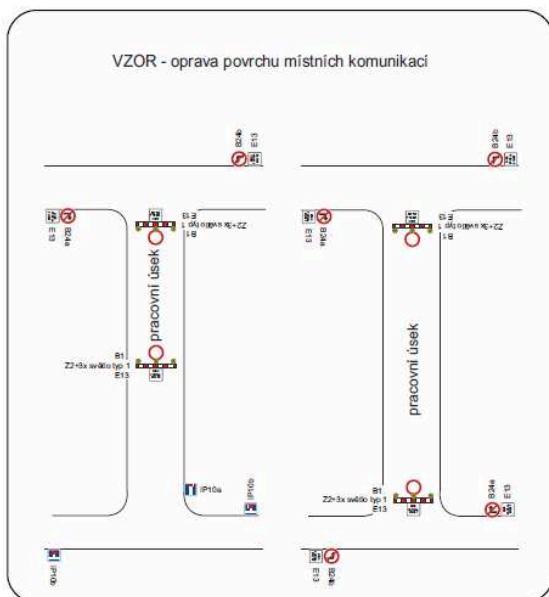 VZOR - oprava povrchu místních komunikací
B24b
E13
B24b
E13
E13
B24a
E13
Z2+3x světlo typ 1
B1
E13
B24a
E13
Z2+3x světlo typ 1
B1
pracovní úsek
B1
Z2+3x světlo typ 1
E13
pracovní úsek
IP10a
IP10b
B1
Z2+3x světlo typ 1
E13
B24a
E13
IP10b
E13
B24b